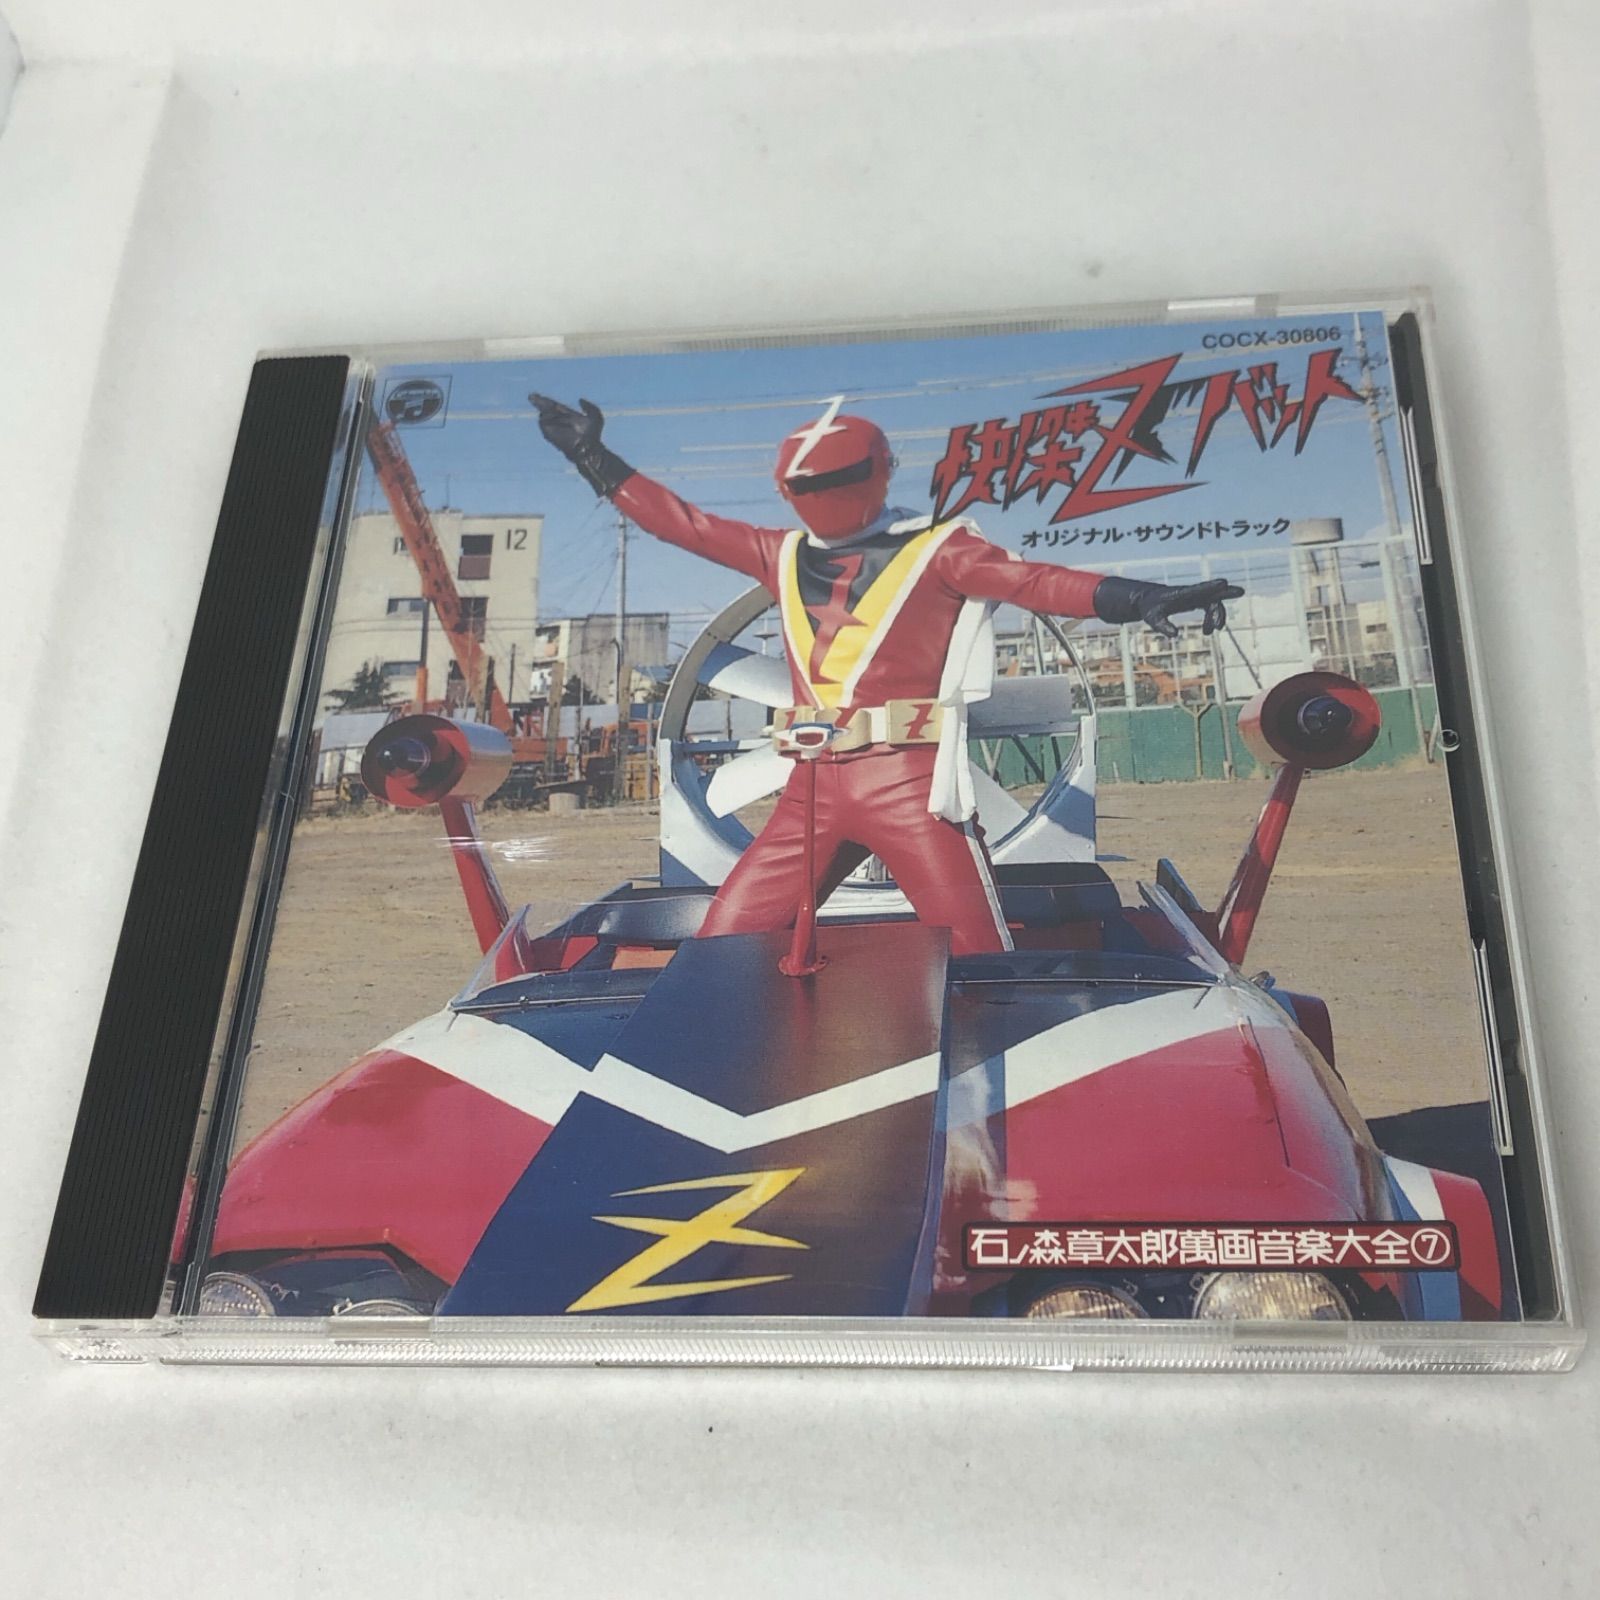 COCX-30806
快傑ズバット
オリジナル・サウンドトラック
12
石ノ森章太郎萬画音楽大全⑦